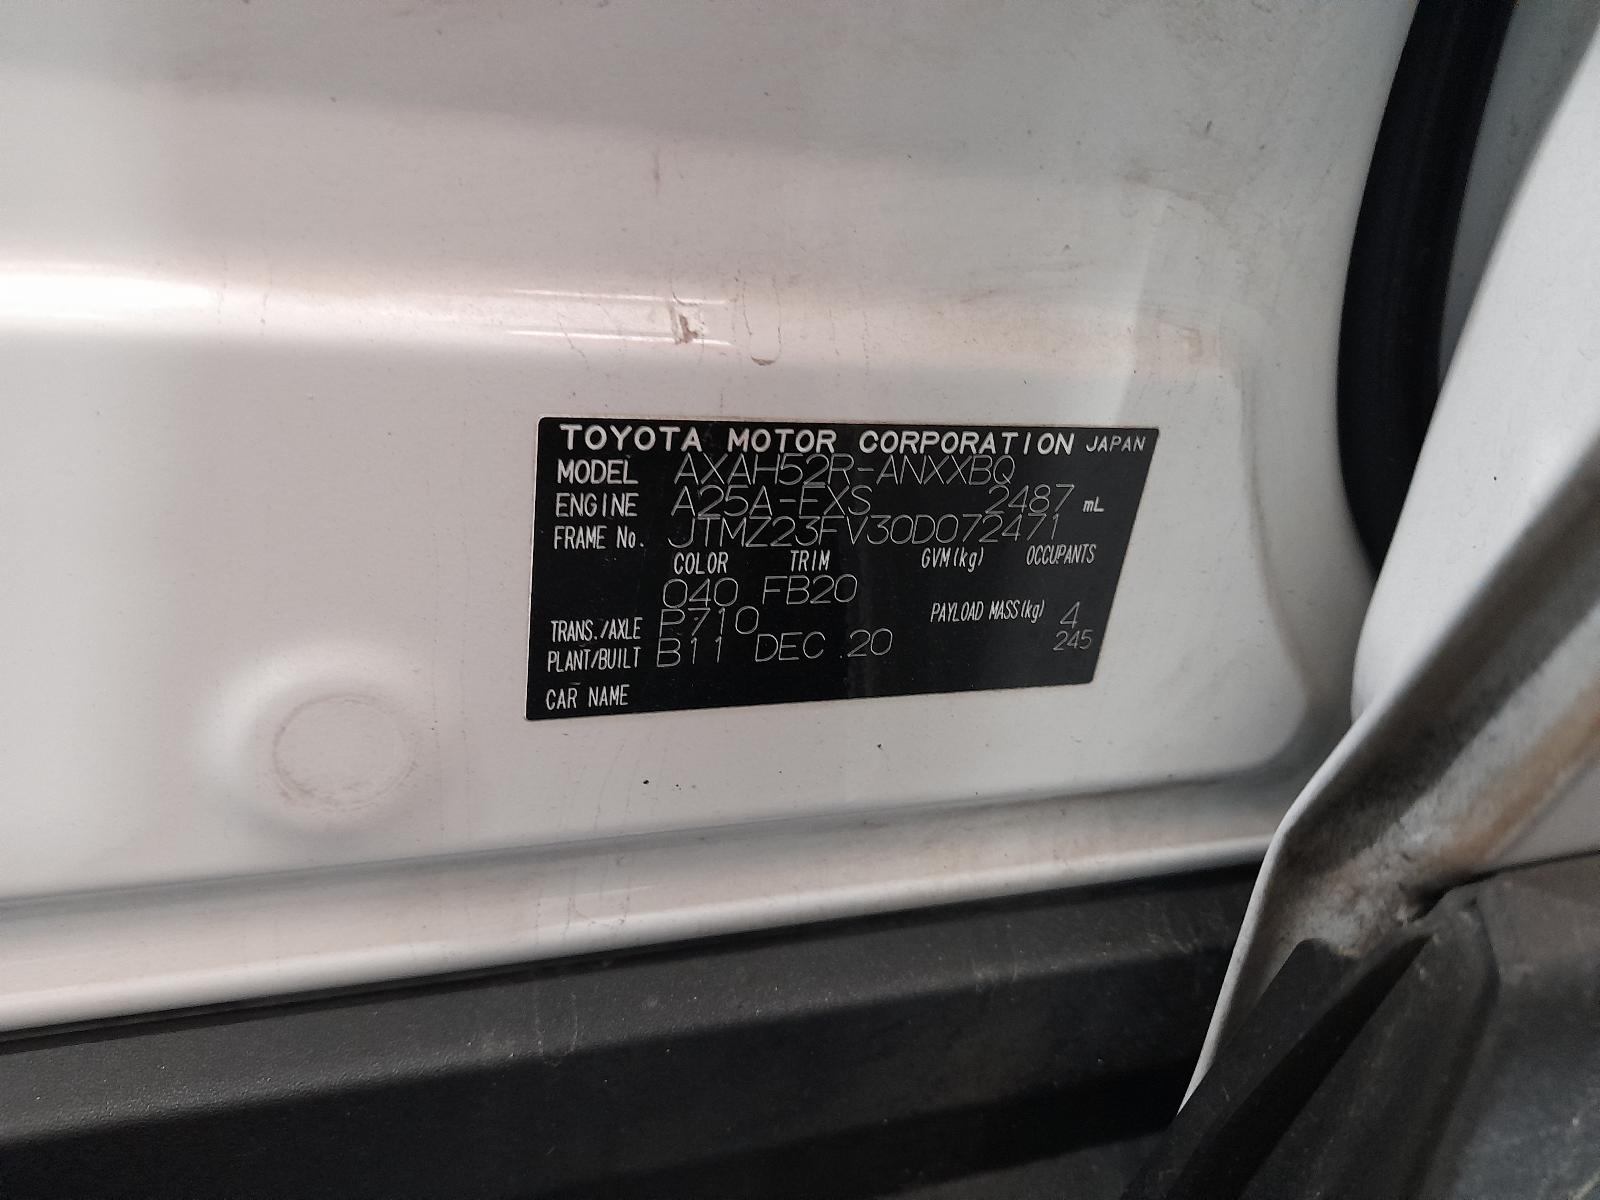 TOYOTA MOTOR CORPORATION JAPAN
MODEL AXAH52R-ANXXBQ
ENGINE A25A-FXS 2487 mL
FRAME No. JTMZ23FV30D072471
COLOR TRIM GVM(kg) OCCUPANTS
040 FB20
TRANS./AXLE P710 PAYLOAD MASS(kg) 4
PLANT/BUILT B11 DEC 20 245
CAR NAME